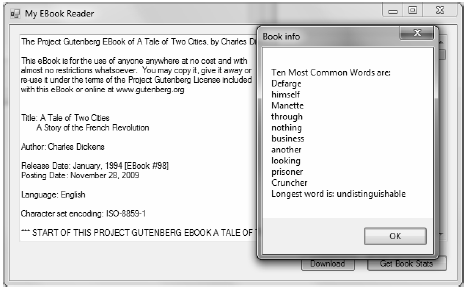 My EBook Reader
The Project Gutenberg EBook of A Tale of Two Cities, by Charles Di
This eBook is for the use of anyone anywhere at no cost and with
almost no restrictions whatsoever. You may copy it, give it away or
re-use it under the terms of the Project Gutenberg License included
with this eBook or online at www.gutenberg.org
Title: A Tale of Two Cities
A Story of the French Revolution
Author: Charles Dickens
Release Date: January, 1994 [EBook #98]
Posting Date: November 28, 2009
Language: English
Character set encoding: ISO-8859-1
*** START OF THIS PROJECT GUTENBERG EBOOK A TALE OF
Download
Get Book Stats
Book info
Ten Most Common Words are:
Defarge
himself
Manette
through
nothing
business
another
looking
prisoner
Cruncher
Longest word is: undistinguishable
OK